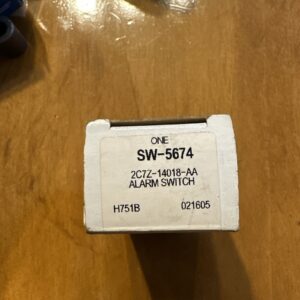 ONE
SW-5674
2C7Z-14018-AA
ALARM SWITCH
H751B 021605